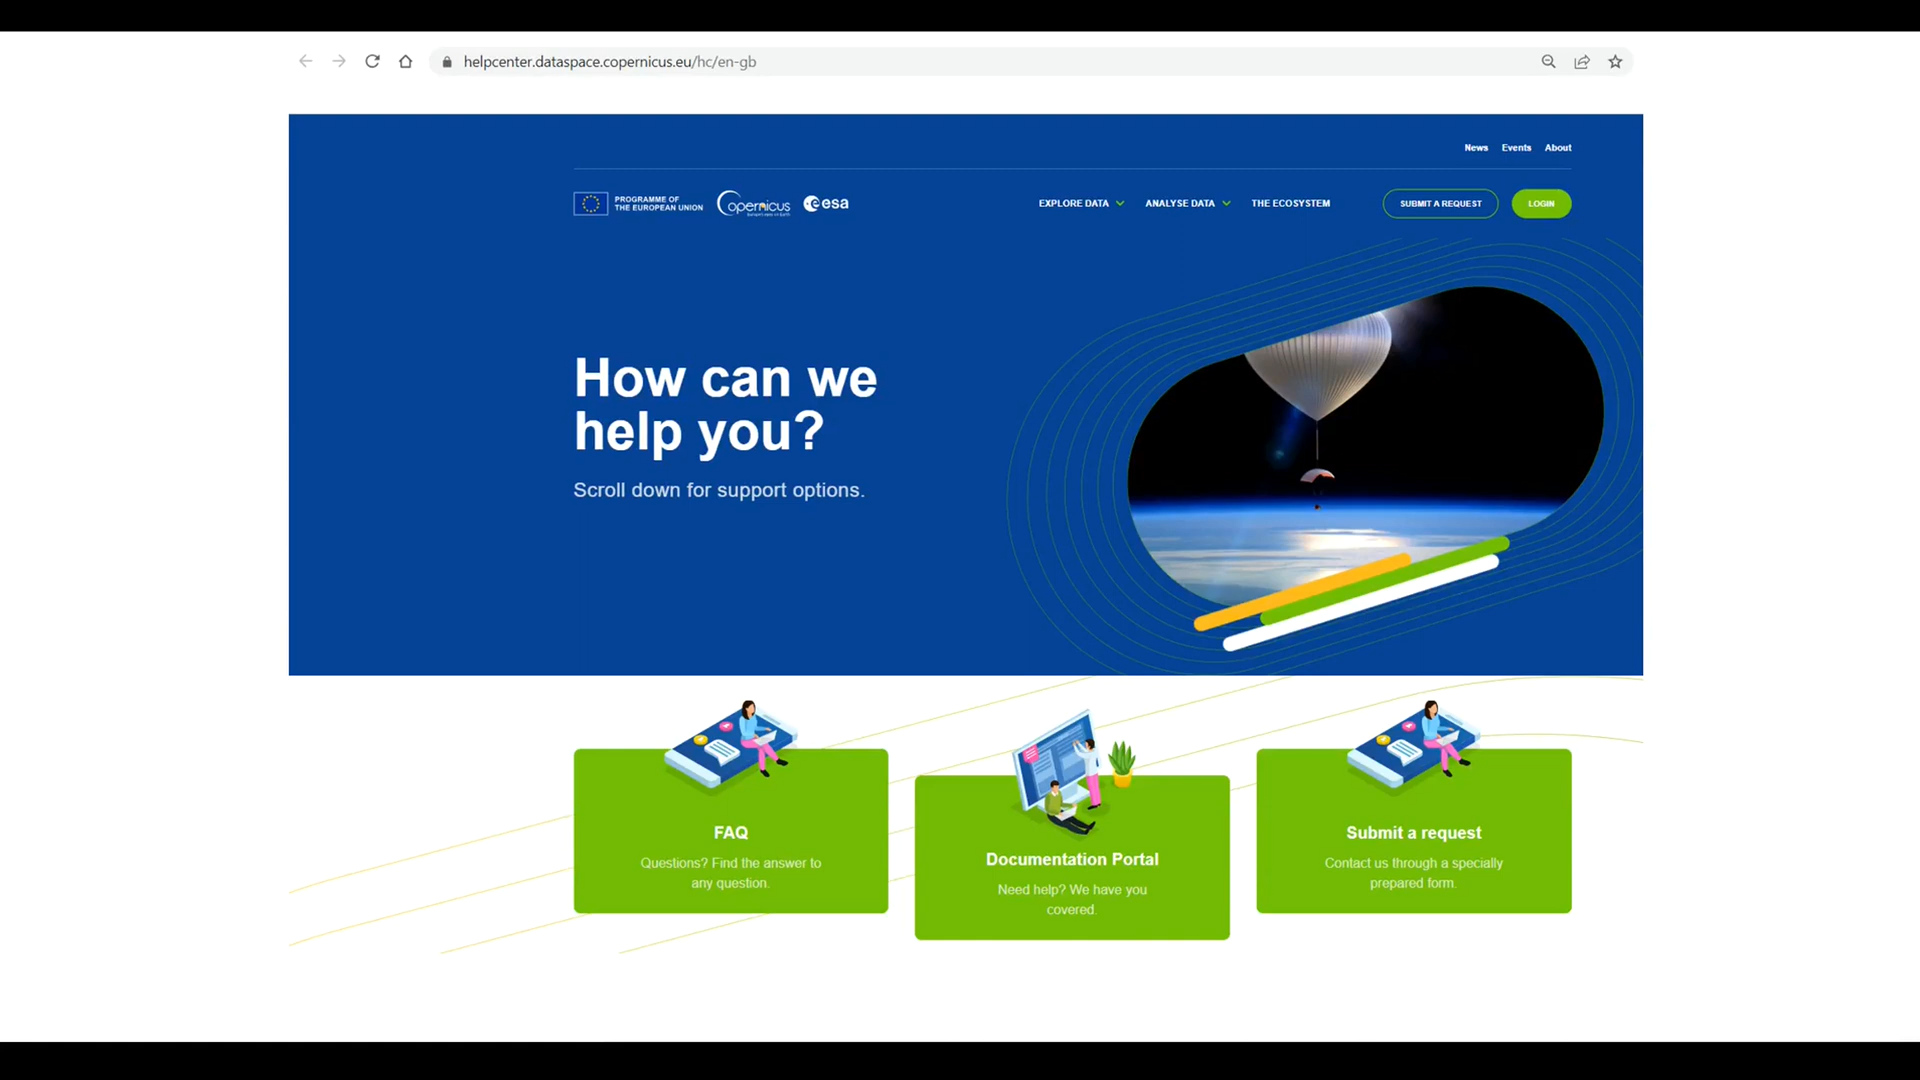 helpcenter.dataspace.copernicus.eu/hc/en-gb
News Events About
PROGRAMME OF
THE EUROPEAN UNION
opernicus
esa
EXPLORE DATA ANALYSE DATA THE ECOSYSTEM
SUBMIT A REQUEST
LOGIN
How can we
help you?
Scroll down for support options.
FAQ
Questions? Find the answer to
any question.
Documentation Portal
Need help? We have you
covered.
Submit a request
Contact us through a specially
prepared form.